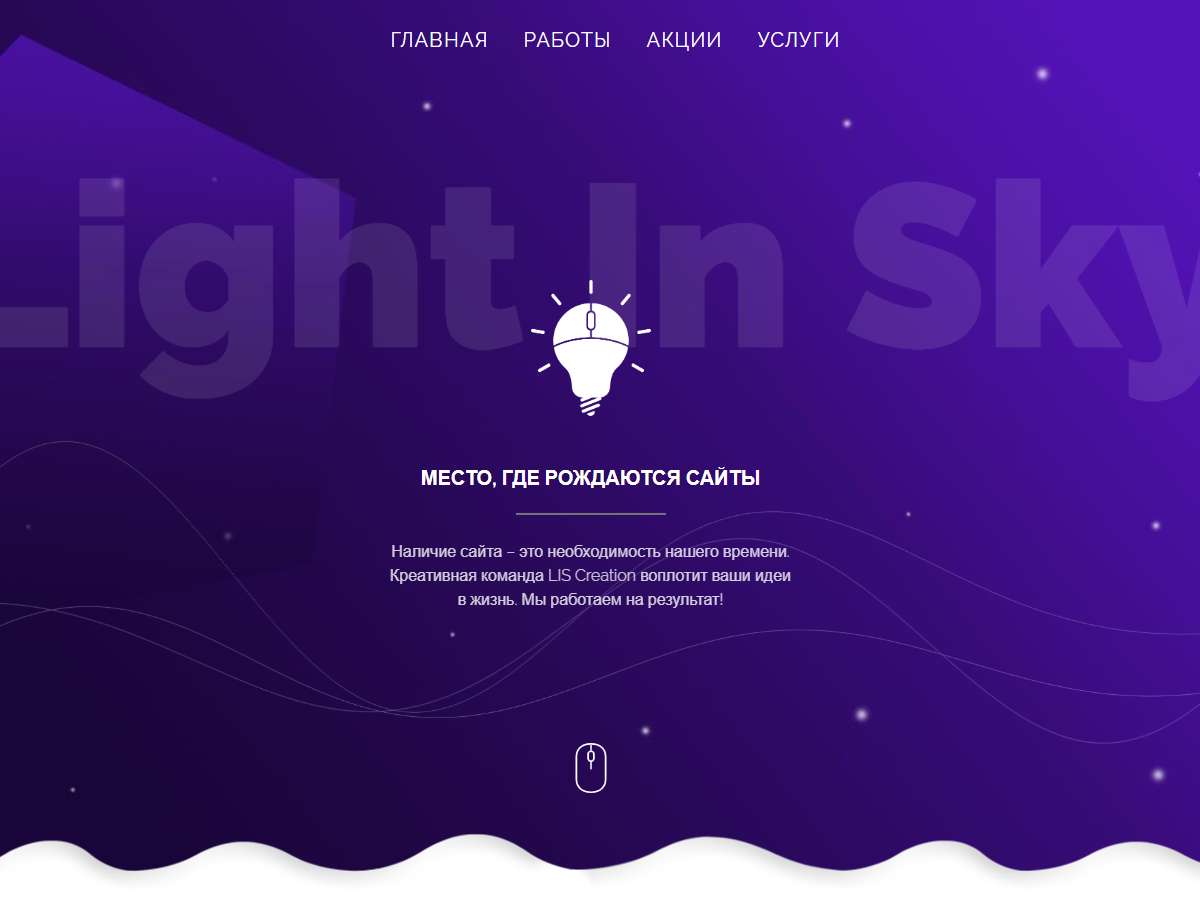 ГЛАВНАЯ РАБОТЫ АКЦИИ УСЛУГИ
Light In Sky
МЕСТО, ГДЕ РОЖДАЮТСЯ САЙТЫ
Наличие сайта – это необходимость нашего времени.
Креативная команда LIS Creation воплотит ваши идеи
в жизнь. Мы работаем на результат!